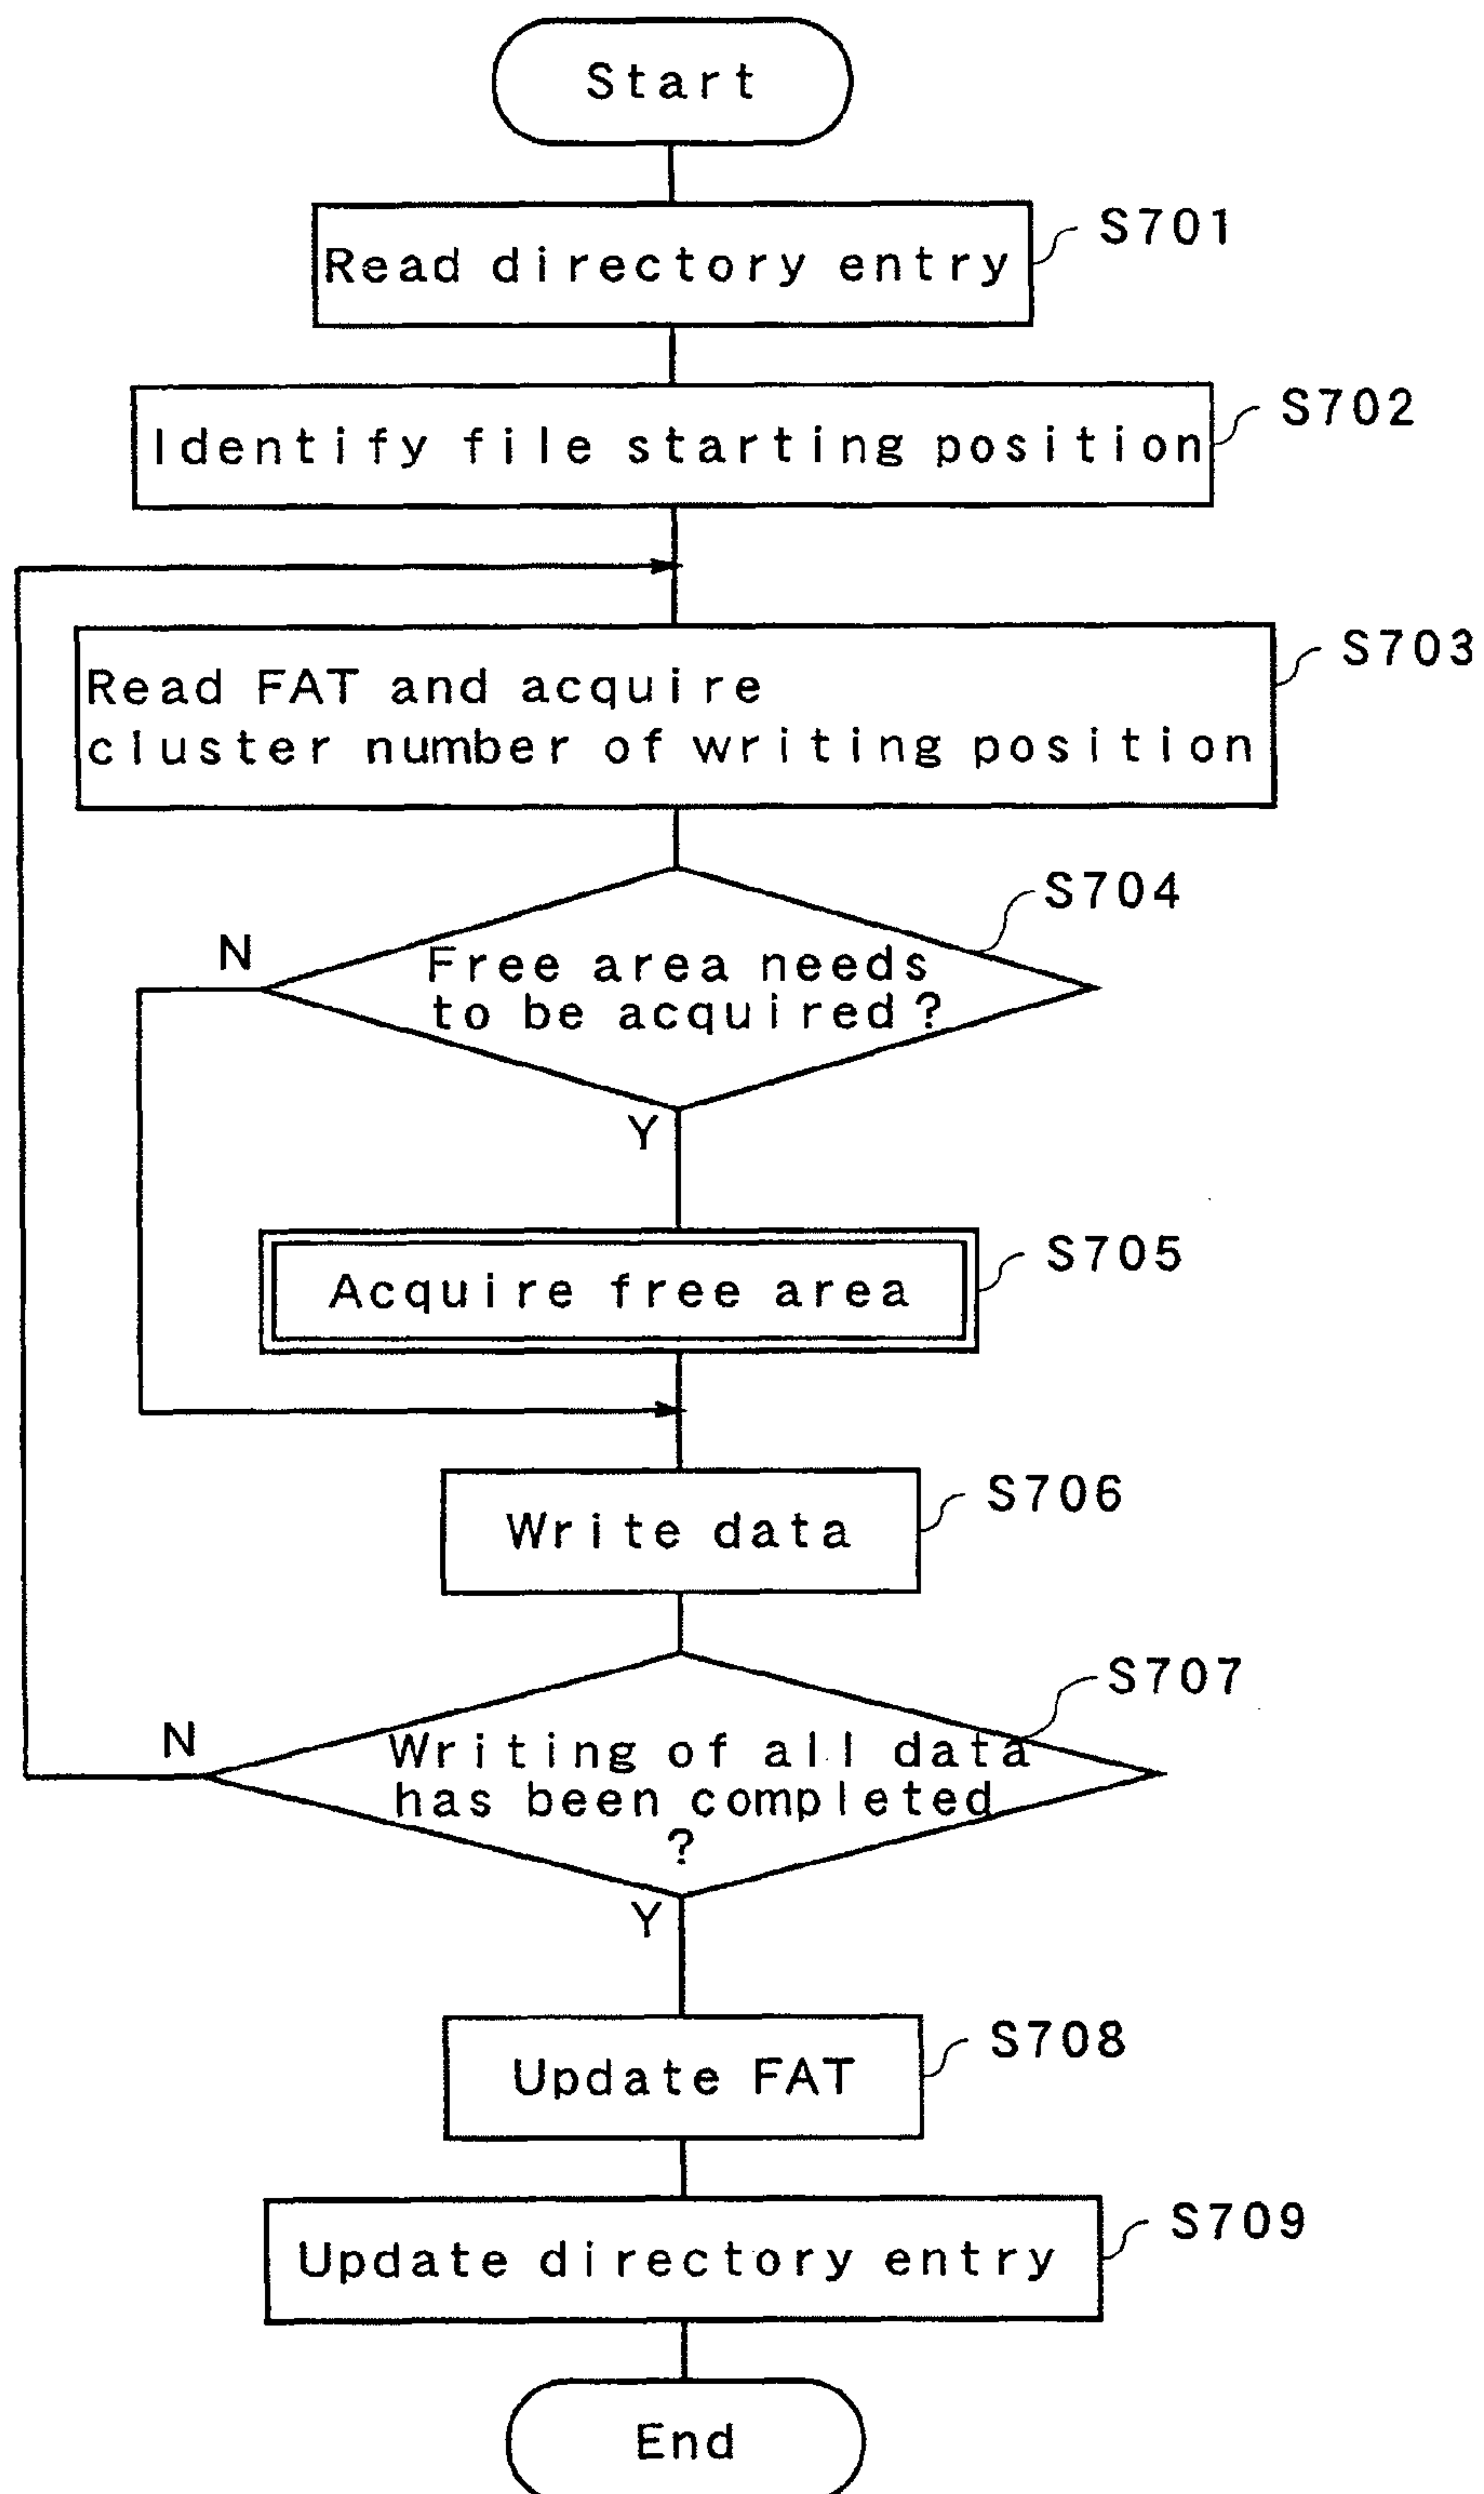 Start
Read directory entry
S701
Identify file starting position
S702
Read FAT and acquire
cluster number of writing position
S703
S704
N
Free area needs
to be acquired?
Y
Acquire free area
S705
Write data
S706
S707
N
Writing of all data
has been completed
?
Y
Update FAT
S708
Update directory entry
S709
End